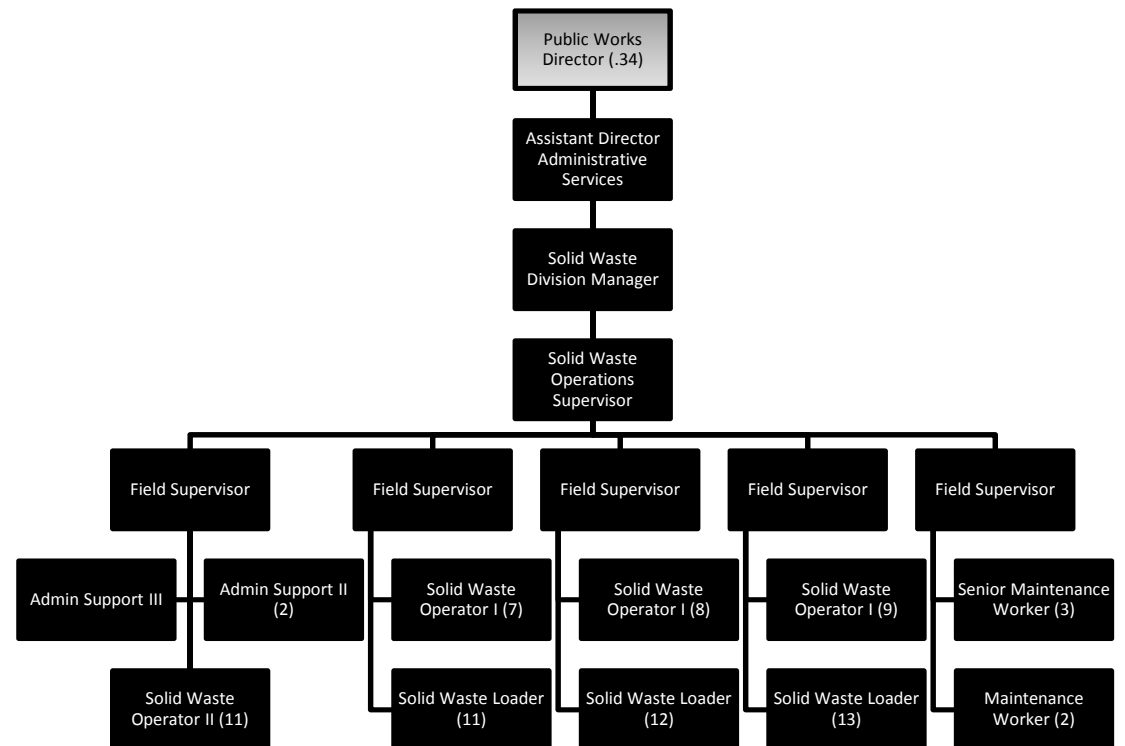 Public Works
Director (.34)
Assistant Director
Administrative
Services
Solid Waste
Division Manager
Solid Waste
Operations
Supervisor
Field Supervisor
Field Supervisor
Field Supervisor
Field Supervisor
Field Supervisor
Admin Support III
Admin Support II
(2)
Solid Waste
Operator I (7)
Solid Waste
Operator I (8)
Solid Waste
Operator I (9)
Senior Maintenance
Worker (3)
Solid Waste
Operator II (11)
Solid Waste Loader
(11)
Solid Waste Loader
(12)
Solid Waste Loader
(13)
Maintenance
Worker (2)